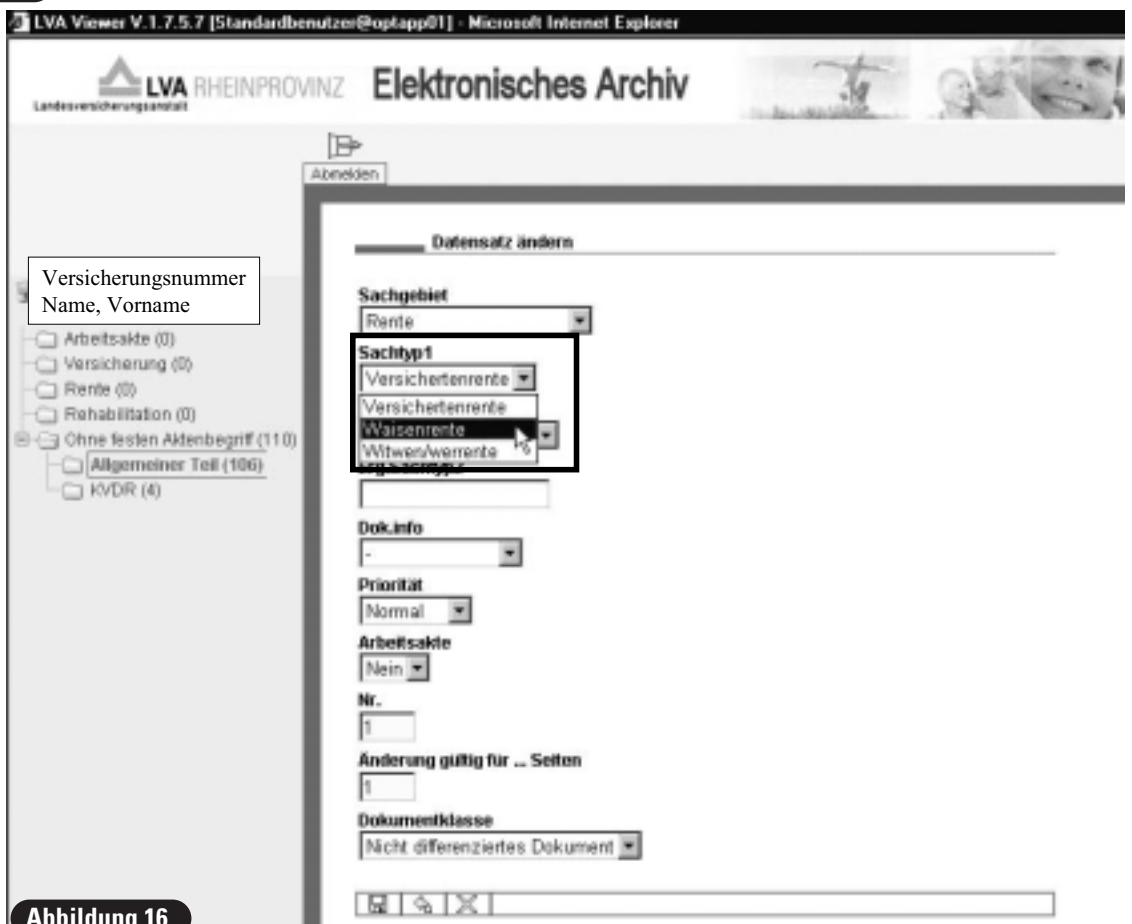 LVA Viewer V.1.7.5.7 [Standardbenutzer@optapp01] - Microsoft Internet Explorer
LVA RHEINPROVINZ
Landesversicherungsanstalt
Elektronisches Archiv
Abmelden
Versicherungsnummer
Name, Vorname
Arbeitsakte (0)
Versicherung (0)
Rente (0)
Rehabilitation (0)
Ohne festen Aktenbegriff (110)
Allgemeiner Teil (106)
KVDR (4)
Datensatz ändern
Sachgebiet
Rente
Sachtyp1
Versichertenrente
Versichertenrente
Waisenrente
Witwen/werrente
Dok.info
-
Priorität
Normal
Arbeitsakte
Nein
Nr.
1
Änderung gültig für ... Seiten
1
Dokumentklasse
Nicht differenziertes Dokument
Abbildung 16